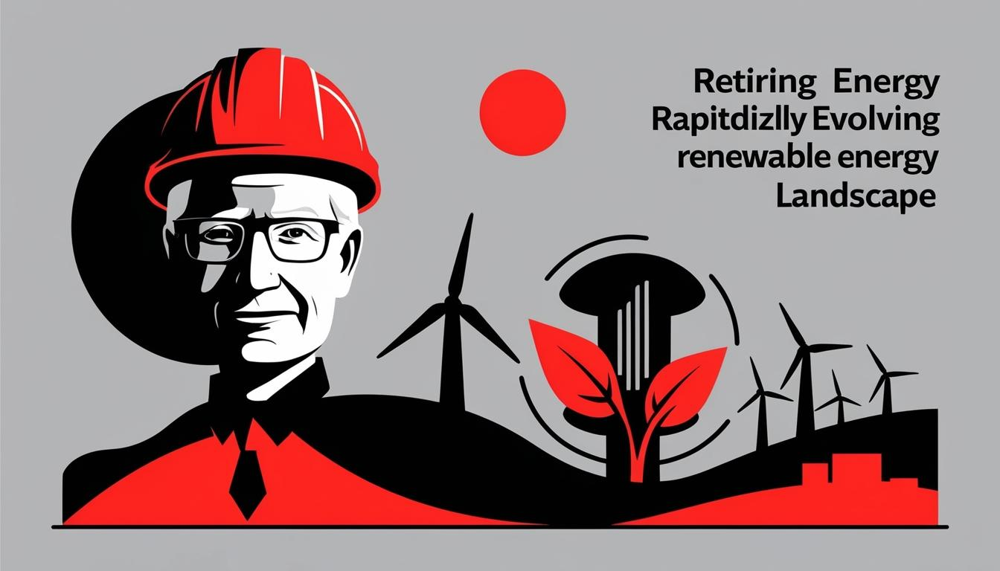 Retiring Energy
Rapitdizlly Evolving
renewable energy
Landscape